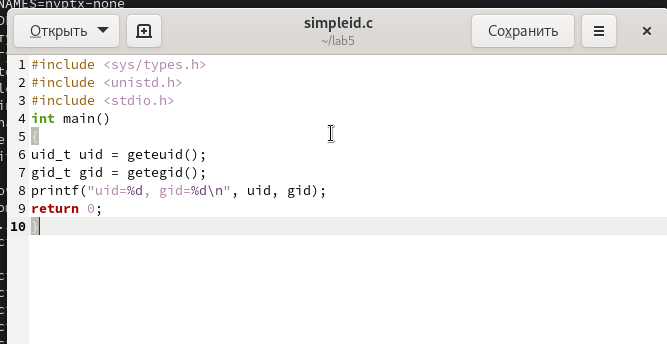 NAMES=nvptx-none
Открыть
simpleid.c
~/lab5
Сохранить
1 #include <sys/types.h>
2 #include <unistd.h>
3 #include <stdio.h>
4 int main()
5 {
6 uid_t uid = geteuid();
7 gid_t gid = getegid();
8 printf("uid=%d, gid=%d\n", uid, gid);
9 return 0;
10 }